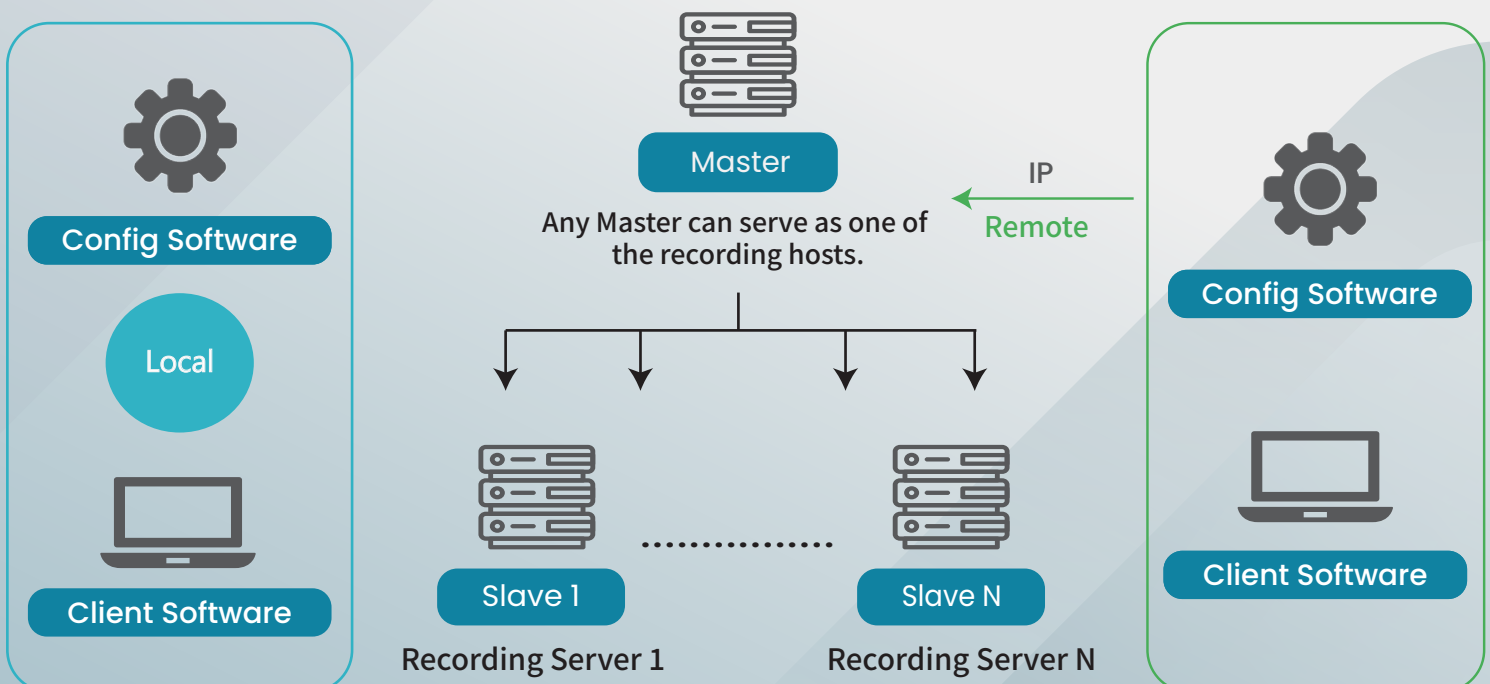 Config Software
Local
Client Software
Master
Any Master can serve as one of
the recording hosts.
IP
Remote
Slave 1
Recording Server 1
Slave N
Recording Server N
Config Software
Client Software